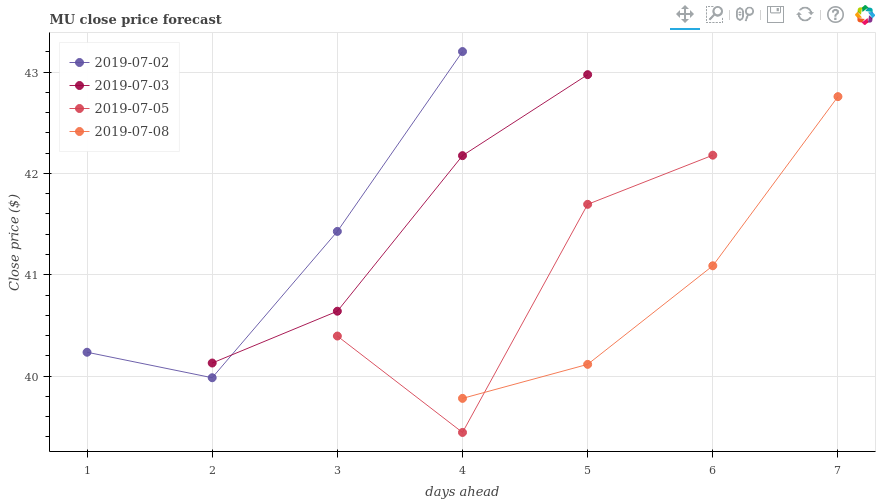 MU close price forecast
2019-07-02
2019-07-03
2019-07-05
2019-07-08
43
42
41
40
Close price ($)
1 2 3 4 5 6 7
days ahead